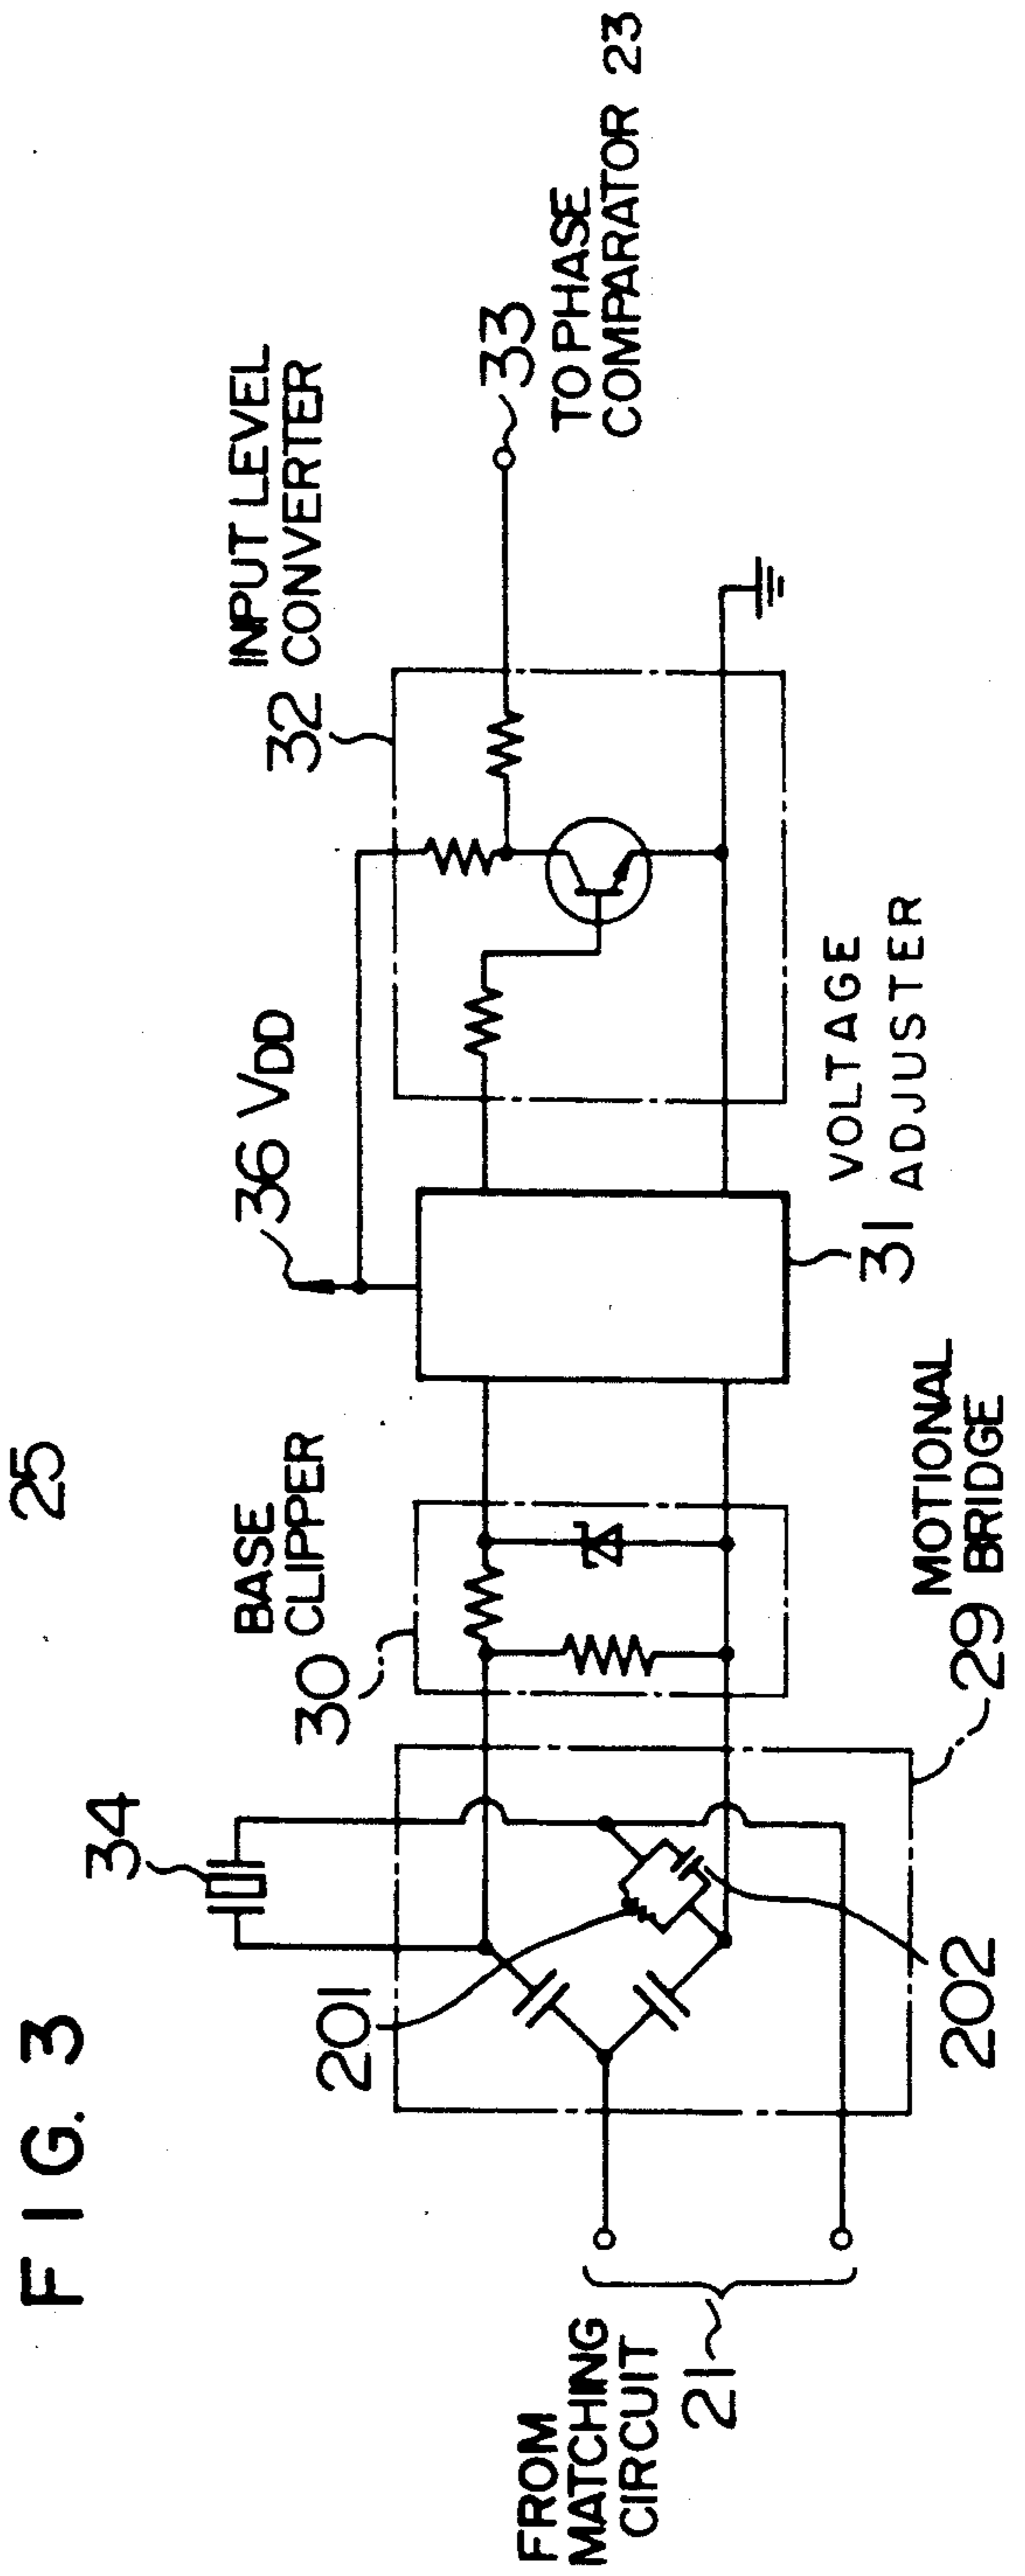 FIG. 3
25
34
BASE
CLIPPER
30
36 VDD
INPUT LEVEL
32 CONVERTER
33
TO PHASE
COMPARATOR 23
201
202
FROM
MATCHING
CIRCUIT
21
MOTIONAL
29 BRIDGE
VOLTAGE
31 ADJUSTER